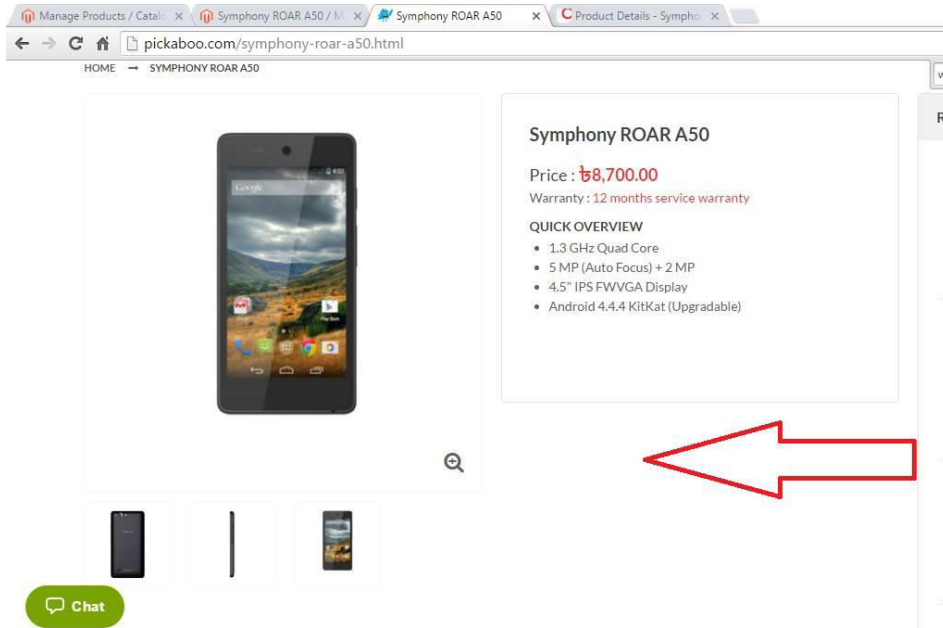 Manage Products / Catalo
Symphony ROAR A50 / M
Symphony ROAR A50
Product Details - Sympho
pickaboo.com/symphony-roar-a50.html
HOME → SYMPHONY ROAR A50
Symphony ROAR A50
Price : ৳8,700.00
Warranty : 12 months service warranty
QUICK OVERVIEW
• 1.3 GHz Quad Core
• 5 MP (Auto Focus) + 2 MP
• 4.5" IPS FWVGA Display
• Android 4.4.4 KitKat (Upgradable)
Google
Play Store
Chat